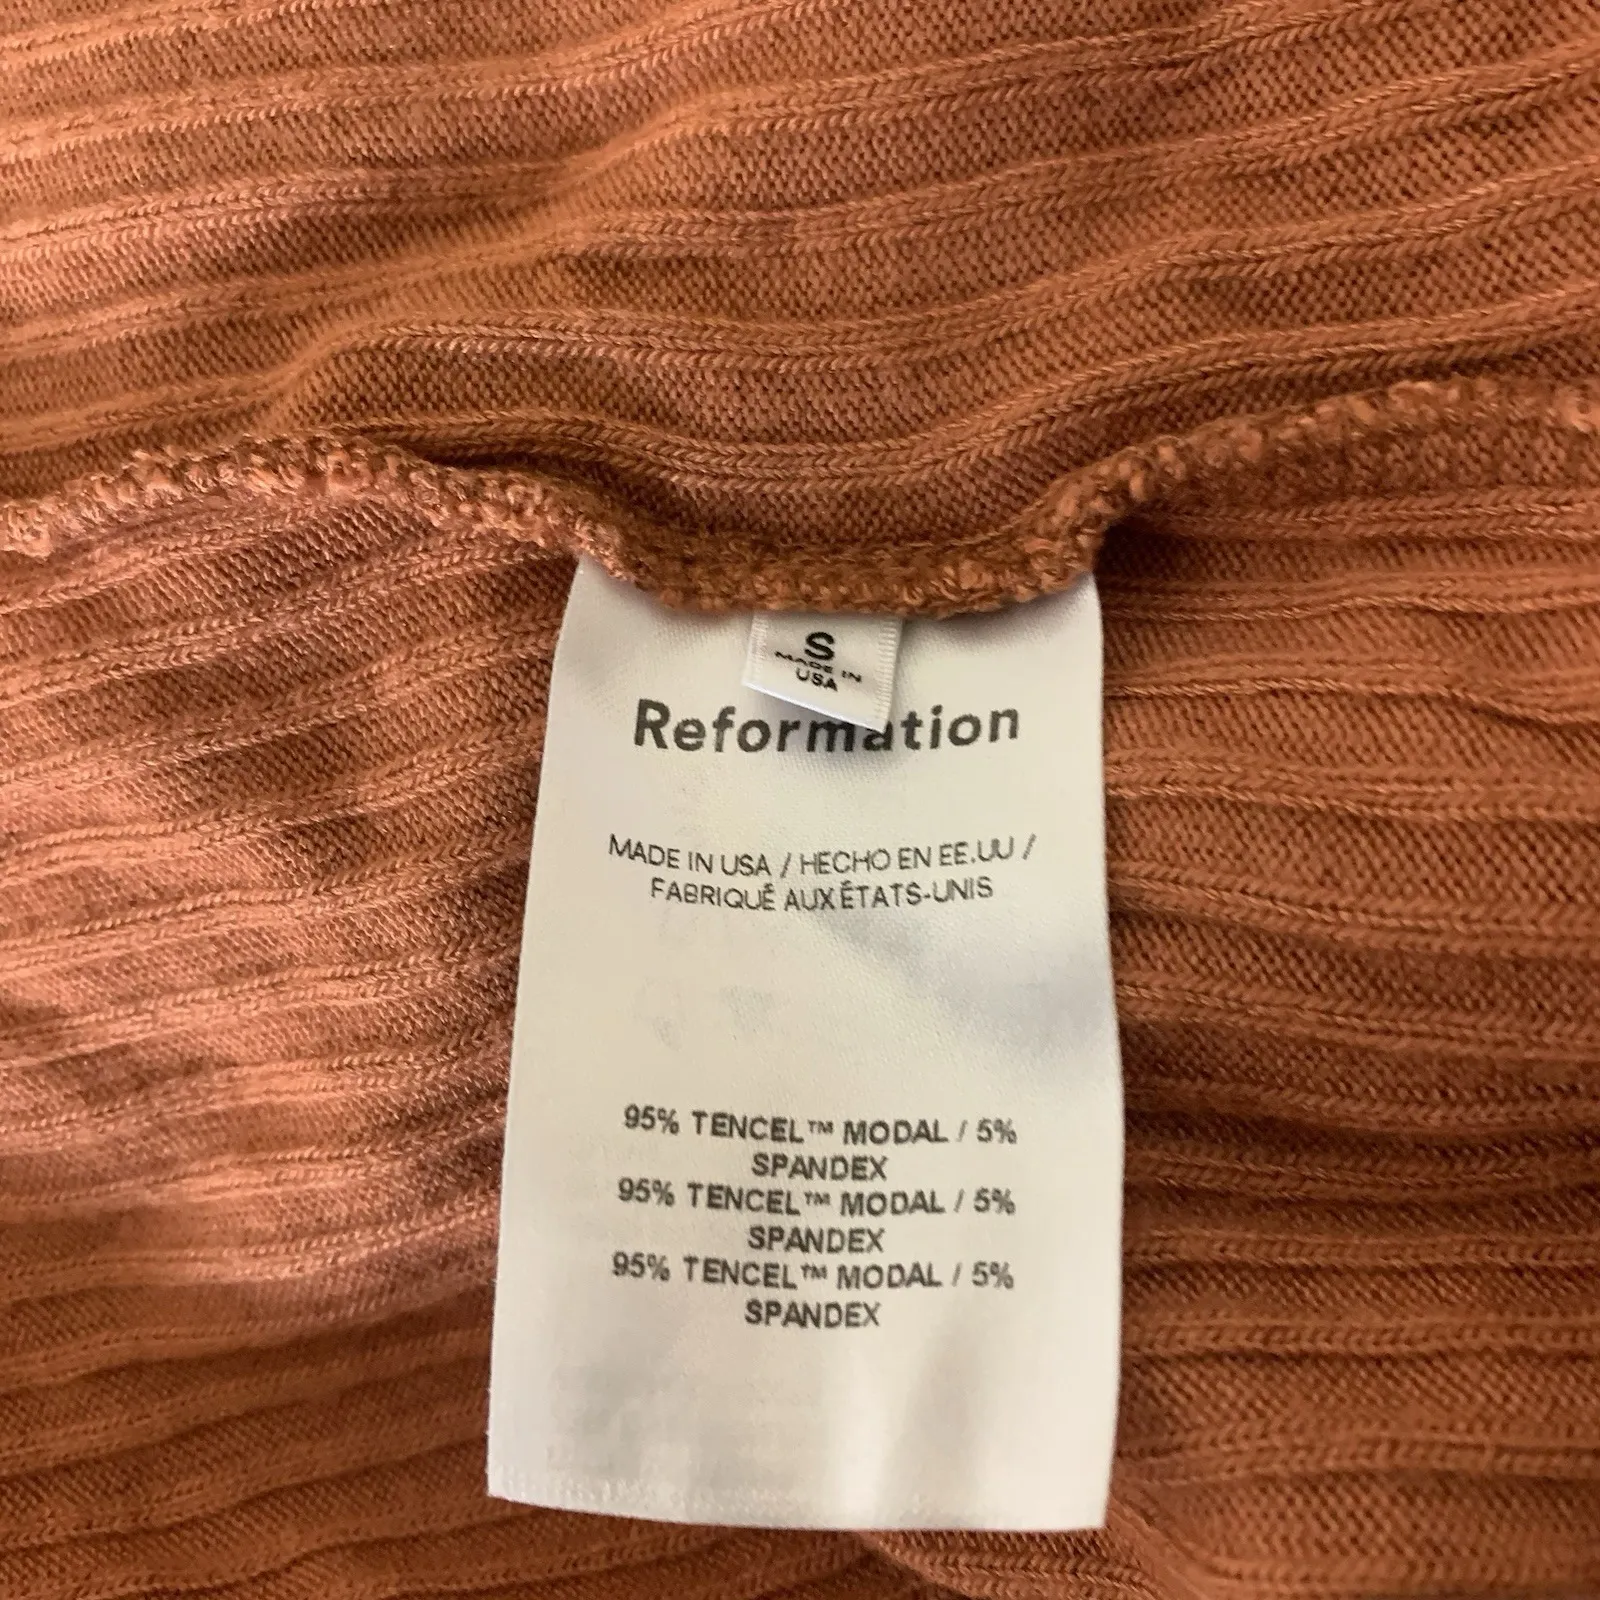 S
MADE IN
USA
Reformation
MADE IN USA / HECHO EN EE.UU /
FABRIQUÉ AUX ÉTATS-UNIS
95% TENCEL™ MODAL / 5%
SPANDEX
95% TENCEL™ MODAL / 5%
SPANDEX
95% TENCEL™ MODAL / 5%
SPANDEX